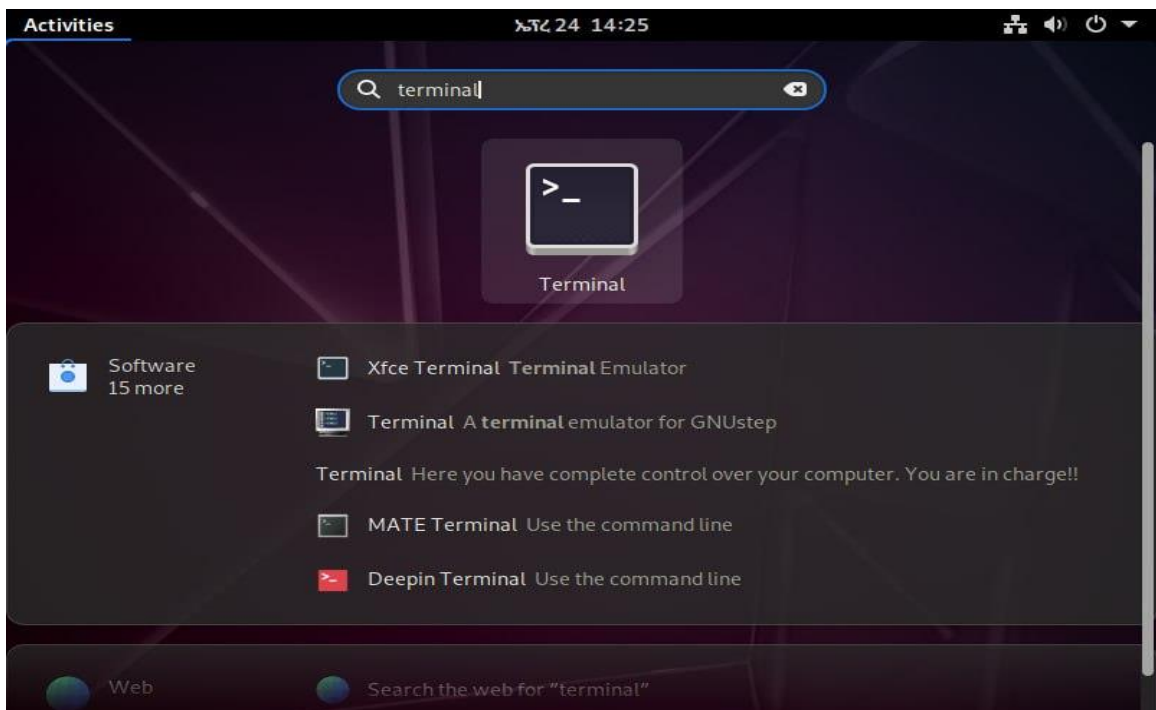 Activities
ኤፕሪ 24 14:25
terminal
Terminal
Software
15 more
Xfce Terminal Terminal Emulator
Terminal A terminal emulator for GNUstep
Terminal Here you have complete control over your computer. You are in charge!!
MATE Terminal Use the command line
Deepin Terminal Use the command line
Web
Search the web for "terminal"